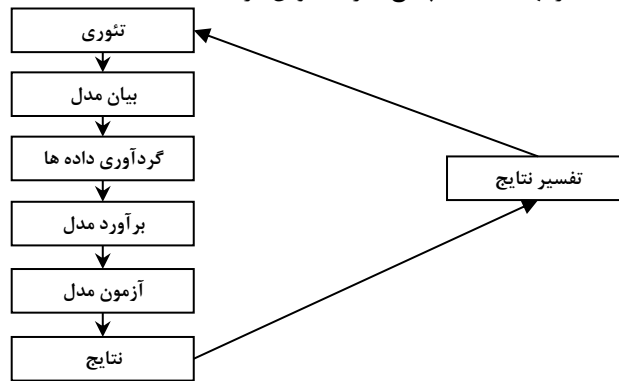 تئوری
بیان مدل
گردآوری داده ها
تفسیر نتایج
برآورد مدل
آزمون مدل
نتایج